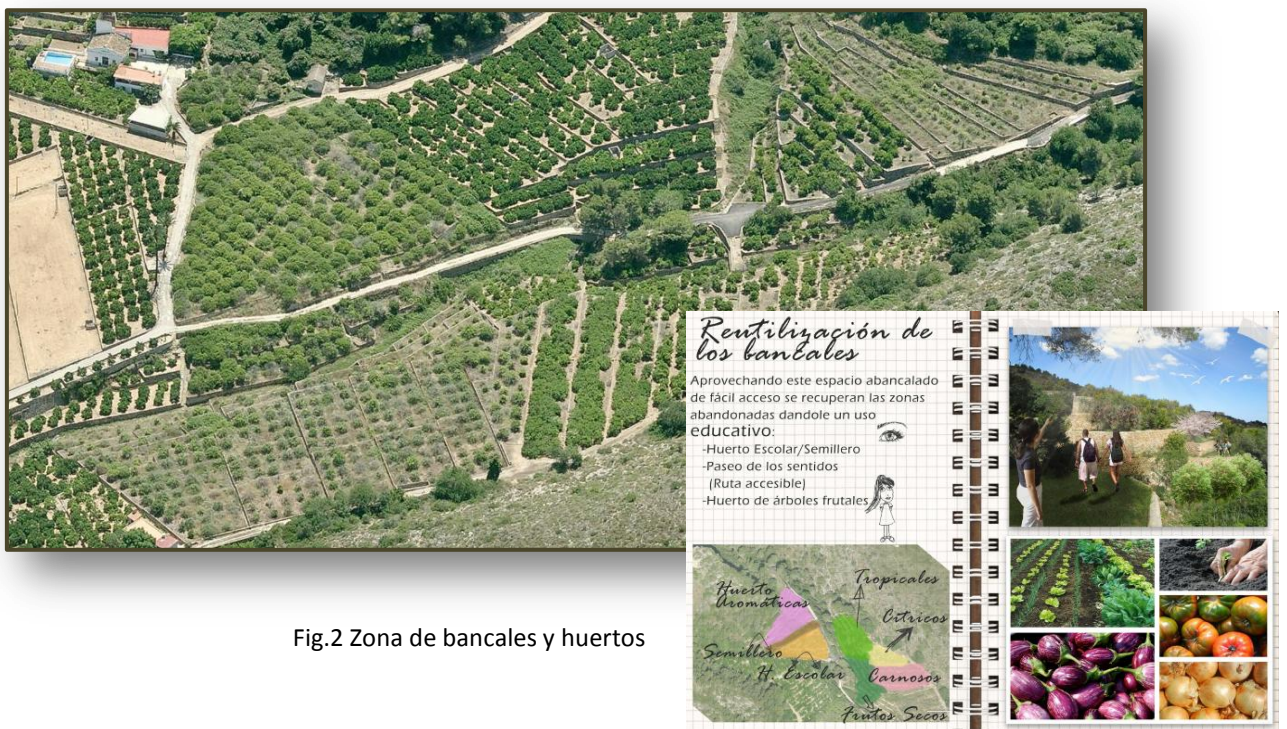 Reutilización de
los bancales
Aprovechando este espacio abancalado
de fácil acceso se recuperan las zonas
abandonadas dandole un uso
educativo:
-Huerto Escolar/Semillero
-Paseo de los sentidos
(Ruta accesible)
-Huerto de árboles frutales
Tropicales
Huerto
Aromáticas
Cítricos
Semillero
H. Escolar
Carnosos
Frutos Secos
Fig.2 Zona de bancales y huertos